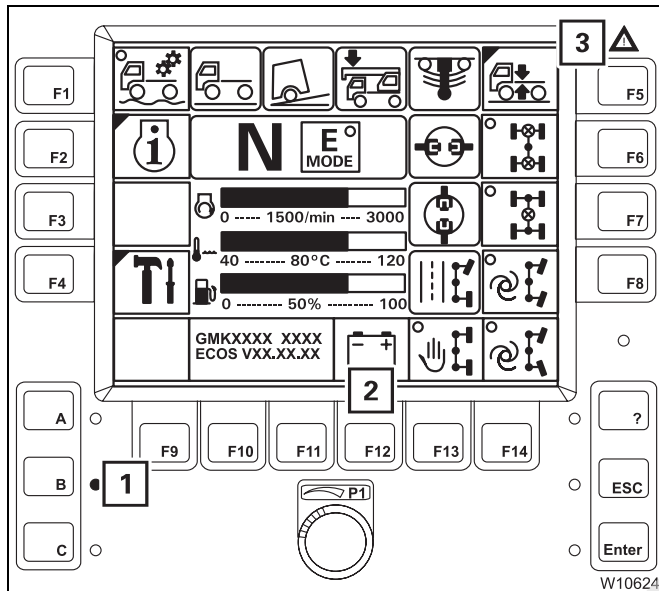 3
F1
F5
i
N
E
MODE
F2
F6
F3
0 ----- 1500/min ---- 3000
F7
F4
40 ------ 80°C ------- 120
F8
0 -------- 50% -------- 100
GMKXXXX XXXX
ECOS VXX.XX.XX
- +
2
A
F9
F10
F11
F12
F13
F14
?
B
1
P1
ESC
C
Enter
W10624